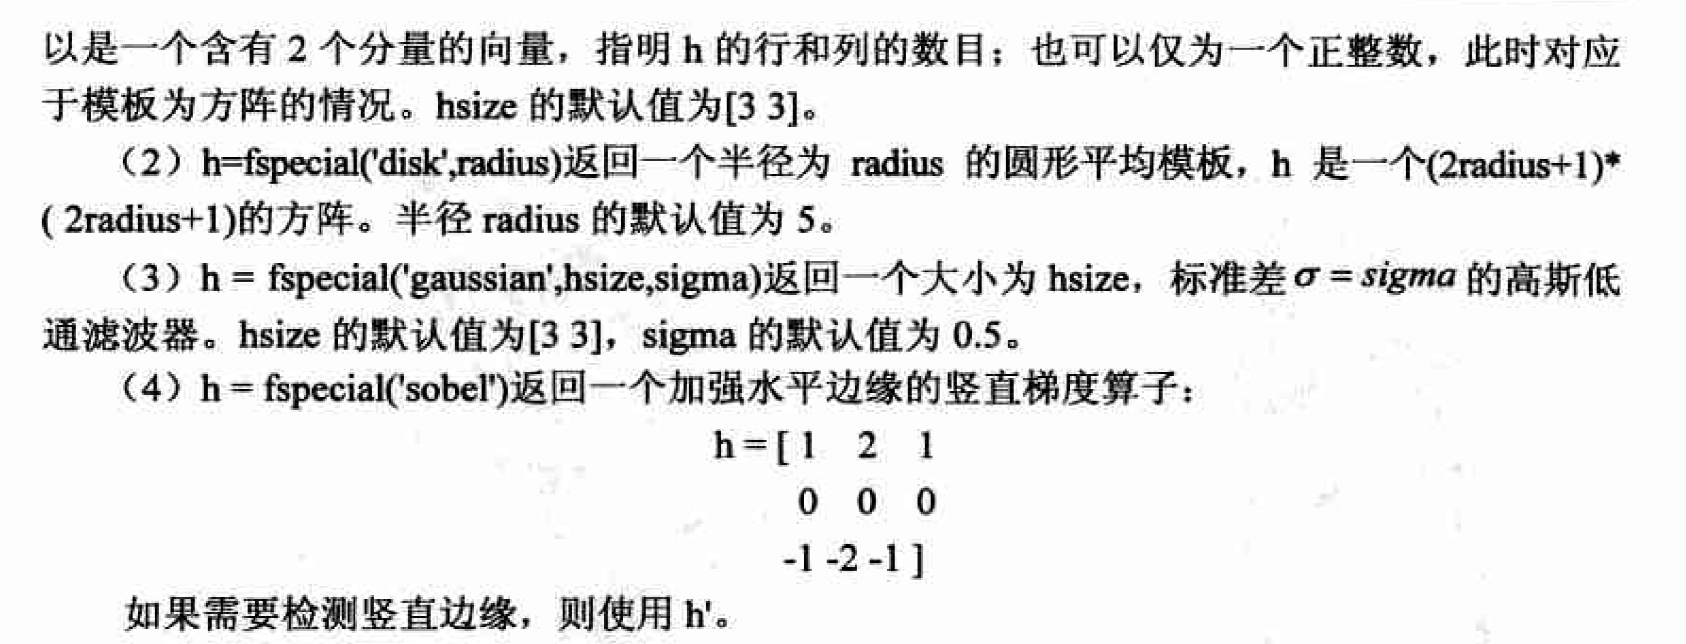 以是一个含有 2 个分量的向量，指明 h 的行和列的数目；也可以仅为一个正整数，此时对应
于模板为方阵的情况。hsize 的默认值为[3 3]。
（2）h=fspecial('disk',radius)返回一个半径为 radius 的圆形平均模板，h 是一个(2radius+1)*
( 2radius+1)的方阵。半径 radius 的默认值为 5。
（3）h = fspecial('gaussian',hsize,sigma)返回一个大小为 hsize，标准差 σ = sigma 的高斯低
通滤波器。hsize 的默认值为[3 3]，sigma 的默认值为 0.5。
（4）h = fspecial('sobel')返回一个加强水平边缘的竖直梯度算子：
h = [ 1 2 1
0 0 0
-1 -2 -1 ]
如果需要检测竖直边缘，则使用 h'。